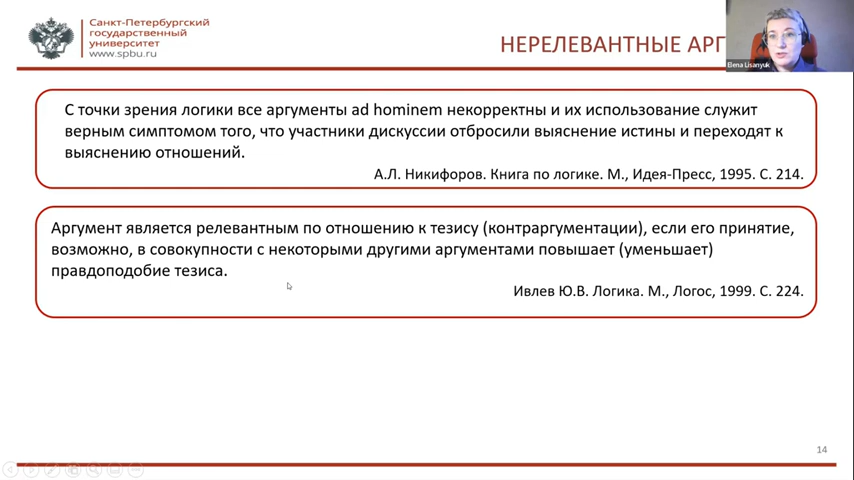 Санкт-Петербургский
государственный
университет
www.spbu.ru
НЕРЕЛЕВАНТНЫЕ
Elena Lisanyuk
С точки зрения логики все аргументы ad hominem некорректны и их использование служит
верным симптомом того, что участники дискуссии отбросили выяснение истины и переходят к
выяснению отношений.
А.Л. Никифоров. Книга по логике. М., Идея-Пресс, 1995. С. 214.
Аргумент является релевантным по отношению к тезису (контраргументации), если его принятие,
возможно, в совокупности с некоторыми другими аргументами повышает (уменьшает)
правдоподобие тезиса.
Ивлев Ю.В. Логика. М., Логос, 1999. С. 224.
14